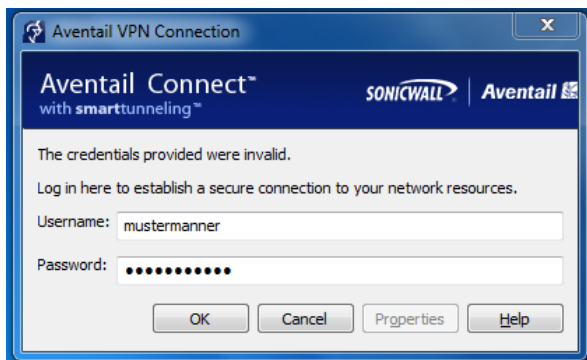 Aventail VPN Connection
x
Aventail Connect™
with smarttunneling™
SONICWALL
Aventail
The credentials provided were invalid.
Log in here to establish a secure connection to your network resources.
Username: mustermanner
Password: ●●●●●●●●●●●
OK Cancel Properties Help